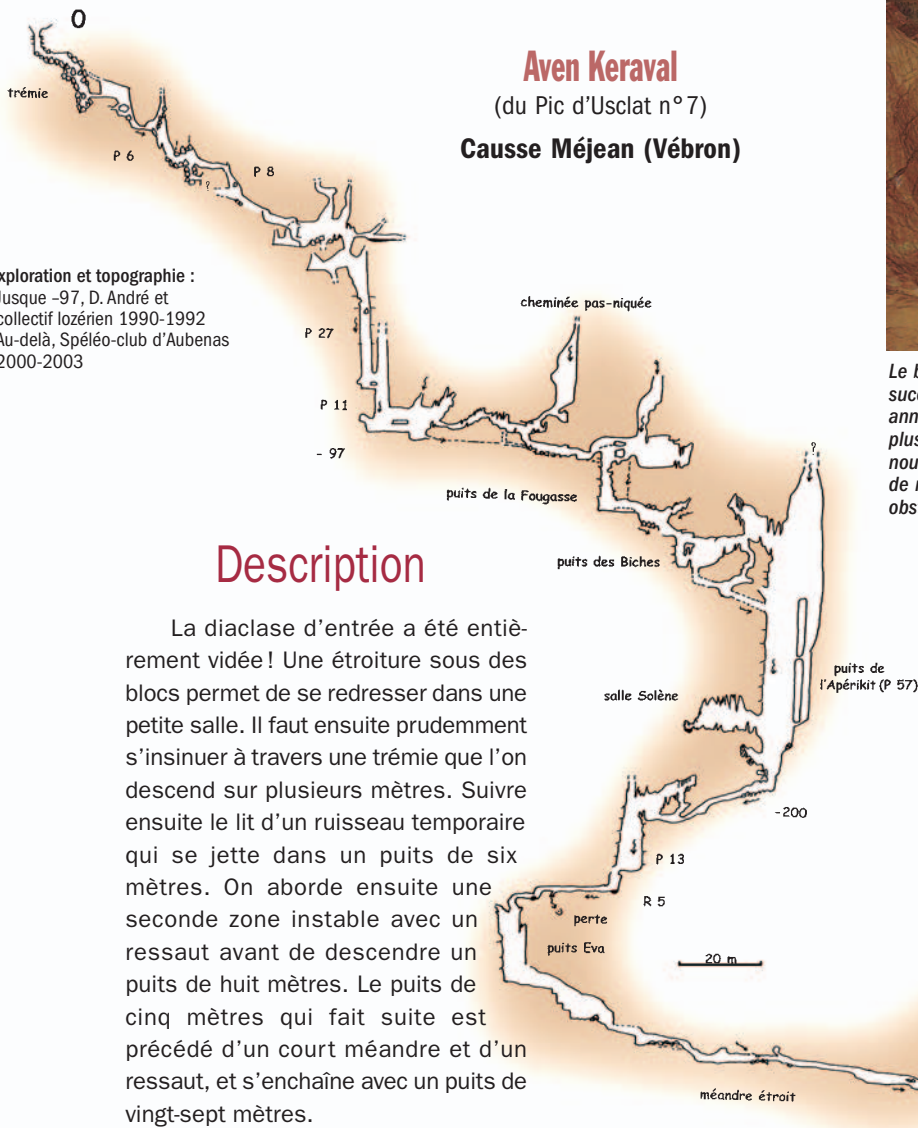 0
Aven Keraval
(du Pic d'Usclat n° 7)
Causse Méjean (Vébron)
trémie
P 6
P 8
xploration et topographie :
Jusque –97, D. André et
collectif lozérien 1990-1992
Au-delà, Spéléo-club d'Aubenas
2000-2003
cheminée pas-niquée
P 27
P 11
- 97
puits de la Fougasse
puits des Biches
?
?
Le b
suc
ann
plus
nou
de r
obs
Description
La diaclase d'entrée a été entiè-
rement vidée ! Une étroiture sous des
blocs permet de se redresser dans une
petite salle. Il faut ensuite prudemment
s'insinuer à travers une trémie que l'on
descend sur plusieurs mètres. Suivre
ensuite le lit d'un ruisseau temporaire
qui se jette dans un puits de six
mètres. On aborde ensuite une
seconde zone instable avec un
ressaut avant de descendre un
puits de huit mètres. Le puits de
cinq mètres qui fait suite est
précédé d'un court méandre et d'un
ressaut, et s'enchaîne avec un puits de
vingt-sept mètres.
puits de
l'Apérikit (P 57)
salle Solène
-200
P 13
R 5
perte
puits Eva
20 m
méandre étroit